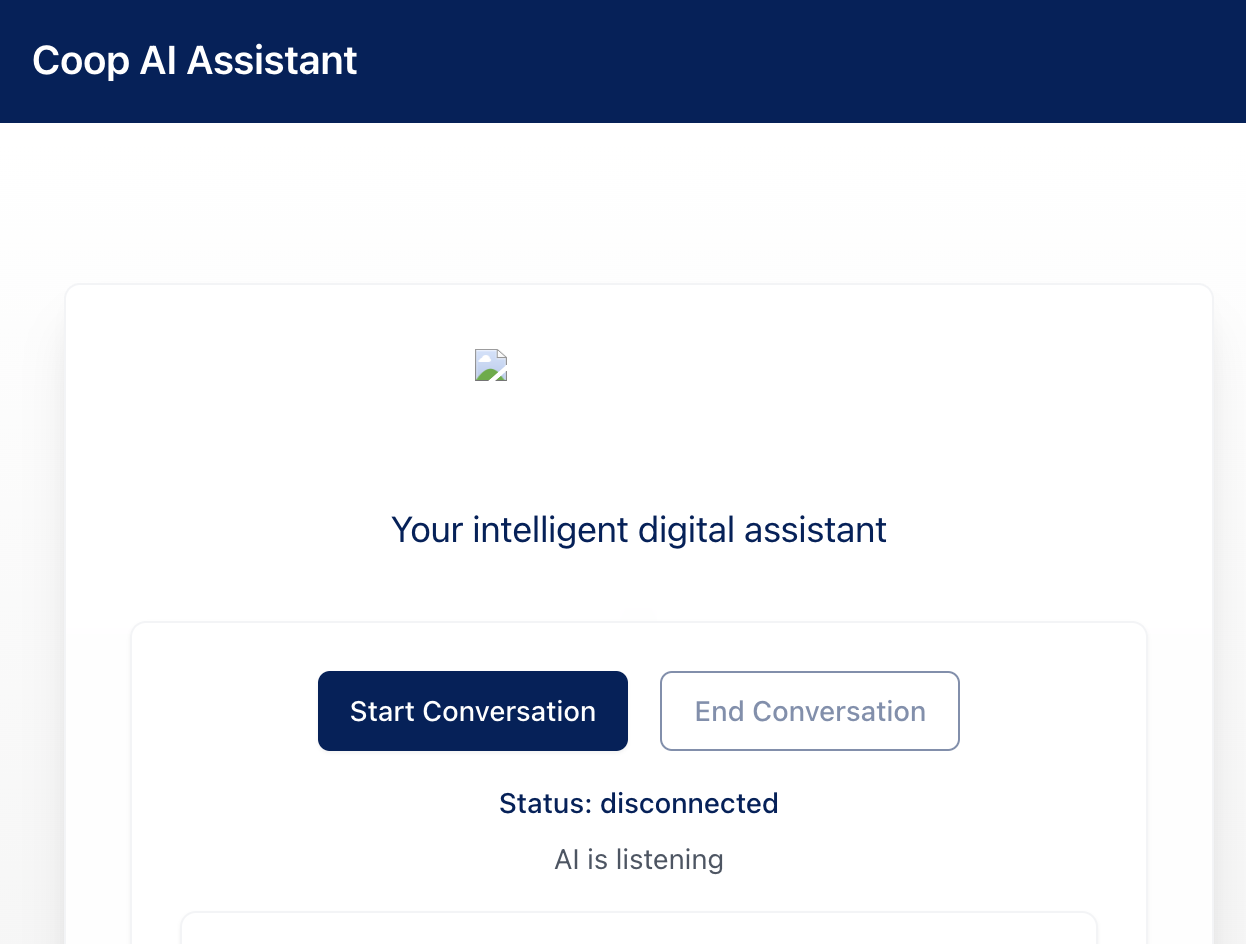 Coop AI Assistant
Your intelligent digital assistant
Start Conversation
End Conversation
Status: disconnected
AI is listening